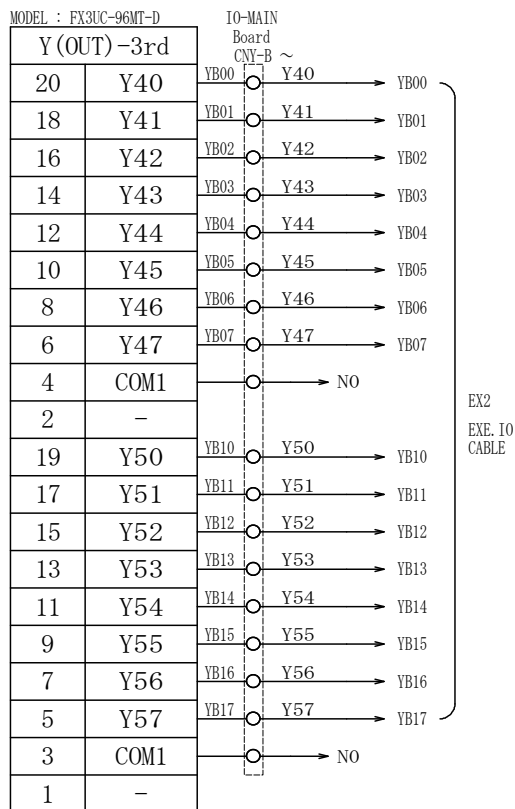 MODEL : FX3UC-96MT-D IO-MAIN
Board
Y(OUT)-3rd CNY-B ～
20 Y40 YB00 Y40 YB00
18 Y41 YB01 Y41 YB01
16 Y42 YB02 Y42 YB02
14 Y43 YB03 Y43 YB03
12 Y44 YB04 Y44 YB04
10 Y45 YB05 Y45 YB05
8 Y46 YB06 Y46 YB06
6 Y47 YB07 Y47 YB07
4 COM1 NO
EX2
2 -
EXE.IO
CABLE
19 Y50 YB10 Y50 YB10
17 Y51 YB11 Y51 YB11
15 Y52 YB12 Y52 YB12
13 Y53 YB13 Y53 YB13
11 Y54 YB14 Y54 YB14
9 Y55 YB15 Y55 YB15
7 Y56 YB16 Y56 YB16
5 Y57 YB17 Y57 YB17
3 COM1 NO
1 -